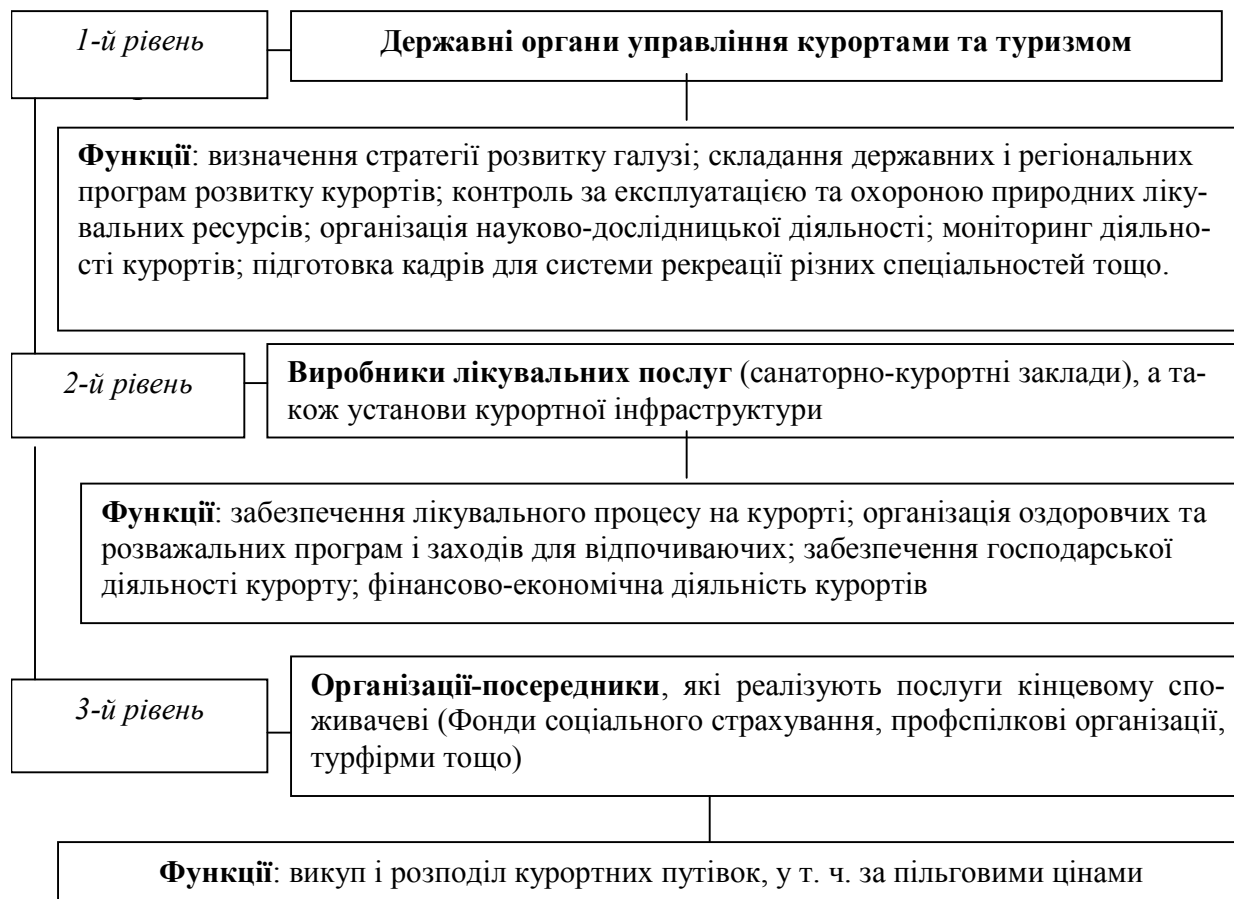 1-й рівень
Державні органи управління курортами та туризмом
Функції: визначення стратегії розвитку галузі; складання державних і регіональних
програм розвитку курортів; контроль за експлуатацією та охороною природних ліку-
вальних ресурсів; організація науково-дослідницької діяльності; моніторинг діяльно-
сті курортів; підготовка кадрів для системи рекреації різних спеціальностей тощо.
2-й рівень
Виробники лікувальних послуг (санаторно-курортні заклади), а та-
кож установи курортної інфраструктури
Функції: забезпечення лікувального процесу на курорті; організація оздоровчих та
розважальних програм і заходів для відпочиваючих; забезпечення господарської
діяльності курорту; фінансово-економічна діяльність курортів
3-й рівень
Організації-посередники, які реалізують послуги кінцевому спо-
живачеві (Фонди соціального страхування, профспілкові організації,
турфірми тощо)
Функції: викуп і розподіл курортних путівок, у т. ч. за пільговими цінами